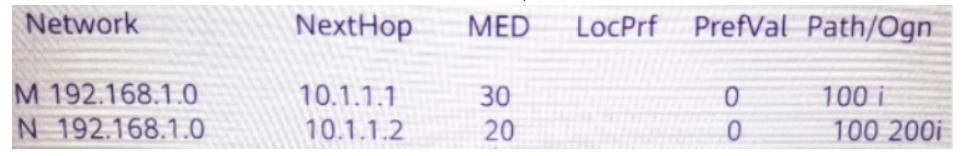 Network NextHop MED LocPrf PrefVal Path/Ogn
M 192.168.1.0 10.1.1.1 30 0 100 i
N 192.168.1.0 10.1.1.2 20 0 100 200i